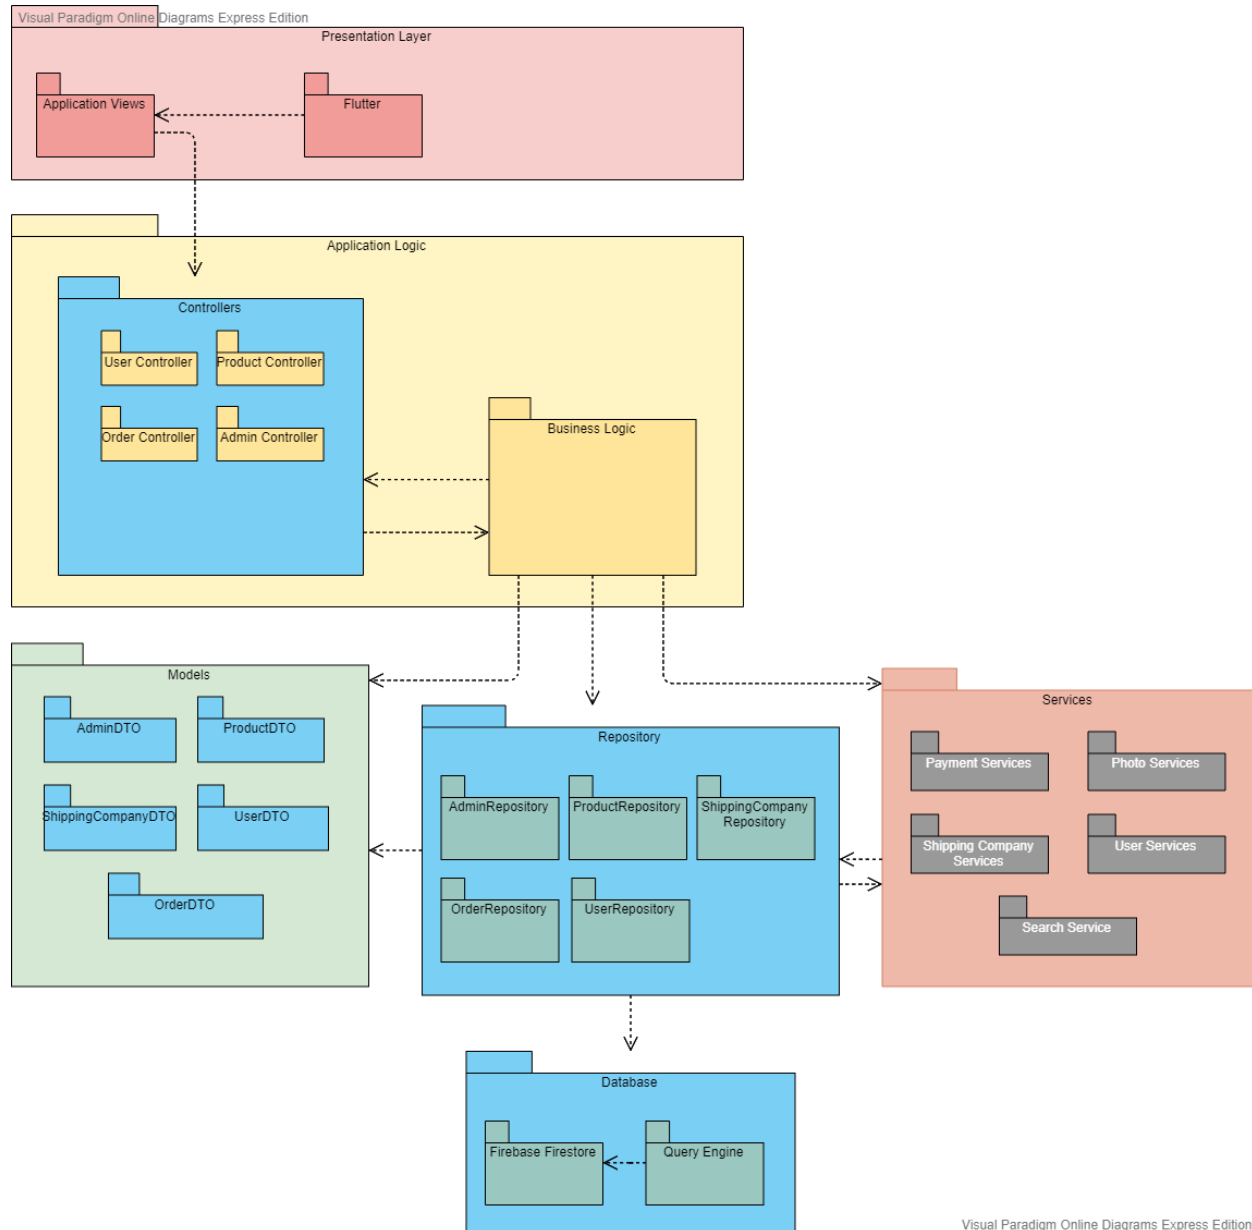 Visual Paradigm Online Diagrams Express Edition
Presentation Layer
Application Views
Flutter
Application Logic
Controllers
User Controller
Product Controller
Order Controller
Admin Controller
Business Logic
Models
AdminDTO
ProductDTO
ShippingCompanyDTO
UserDTO
OrderDTO
Repository
AdminRepository
ProductRepository
ShippingCompany
Repository
OrderRepository
UserRepository
Services
Payment Services
Photo Services
Shipping Company
Services
User Services
Search Service
Database
Firebase Firestore
Query Engine
Visual Paradigm Online Diagrams Express Edition